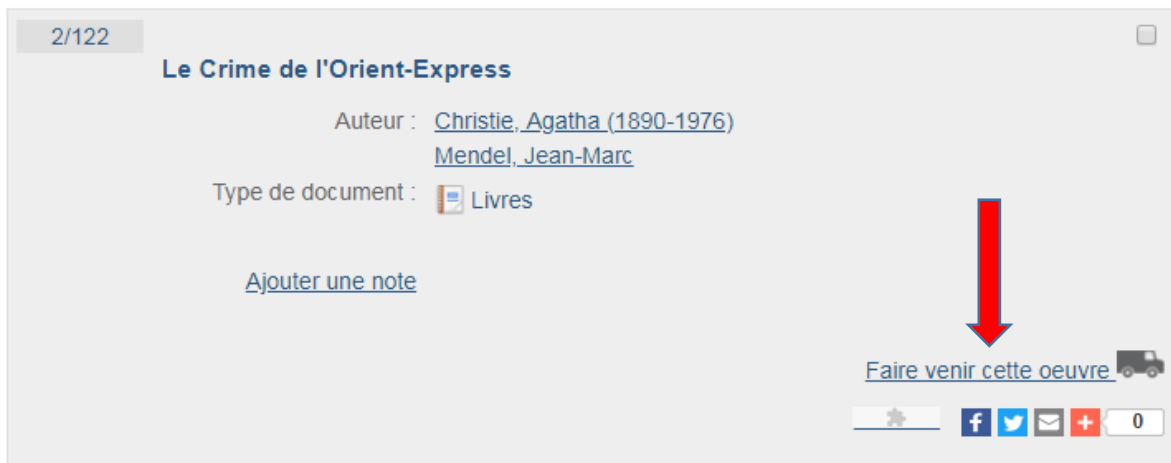 2/122
Le Crime de l'Orient-Express
Auteur : Christie, Agatha (1890-1976)
Mendel, Jean-Marc
Type de document : Livres
Ajouter une note
Faire venir cette oeuvre
f + 0